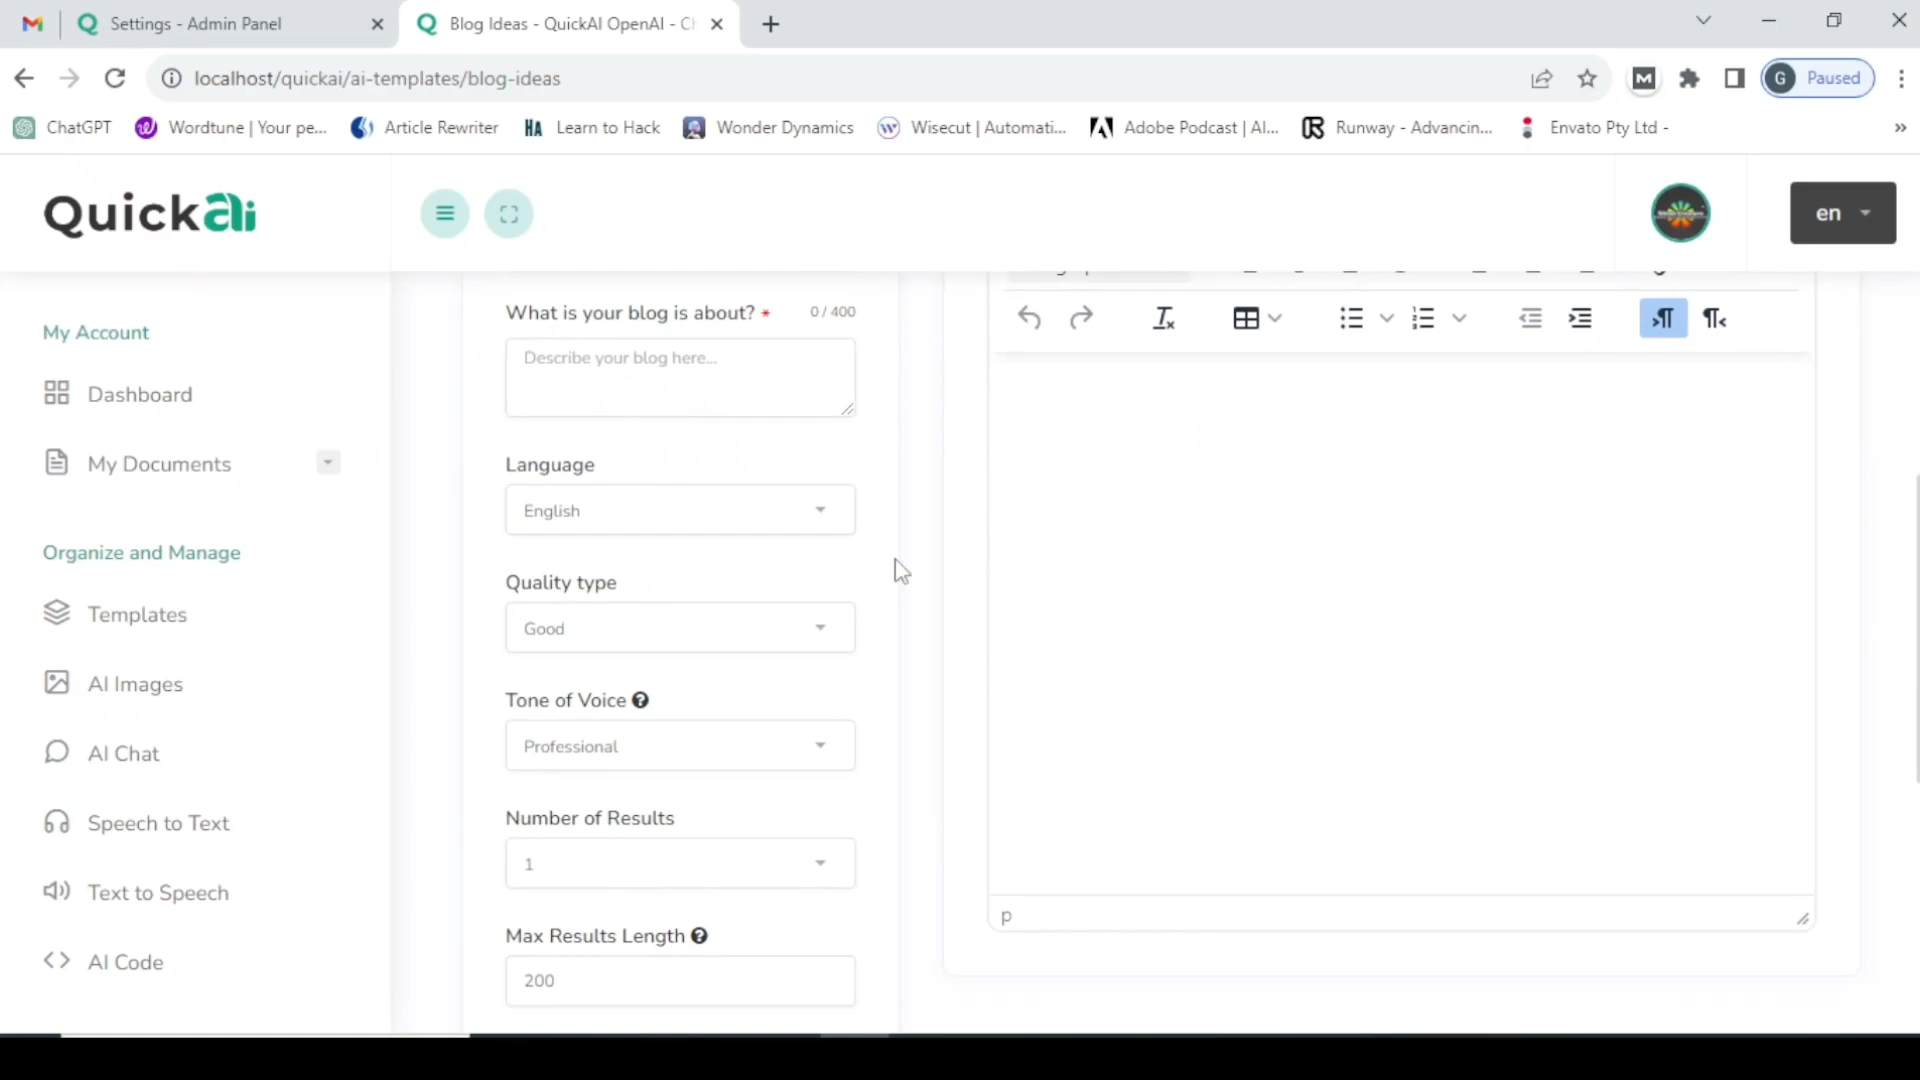 Settings - Admin Panel
Blog Ideas - QuickAI OpenAI - Ch
localhost/quickai/ai-templates/blog-ideas
G Paused
ChatGPT
Wordtune | Your pe...
Article Rewriter
HA Learn to Hack
Wonder Dynamics
Wisecut | Automati...
Adobe Podcast | AI...
Runway - Advancin...
Envato Pty Ltd -
QuickAi
en
My Account
Dashboard
My Documents
Organize and Manage
Templates
AI Images
AI Chat
Speech to Text
Text to Speech
AI Code
What is your blog is about? * 0 / 400
Describe your blog here...
Language
English
Quality type
Good
Tone of Voice
Professional
Number of Results
1
Max Results Length
200
p